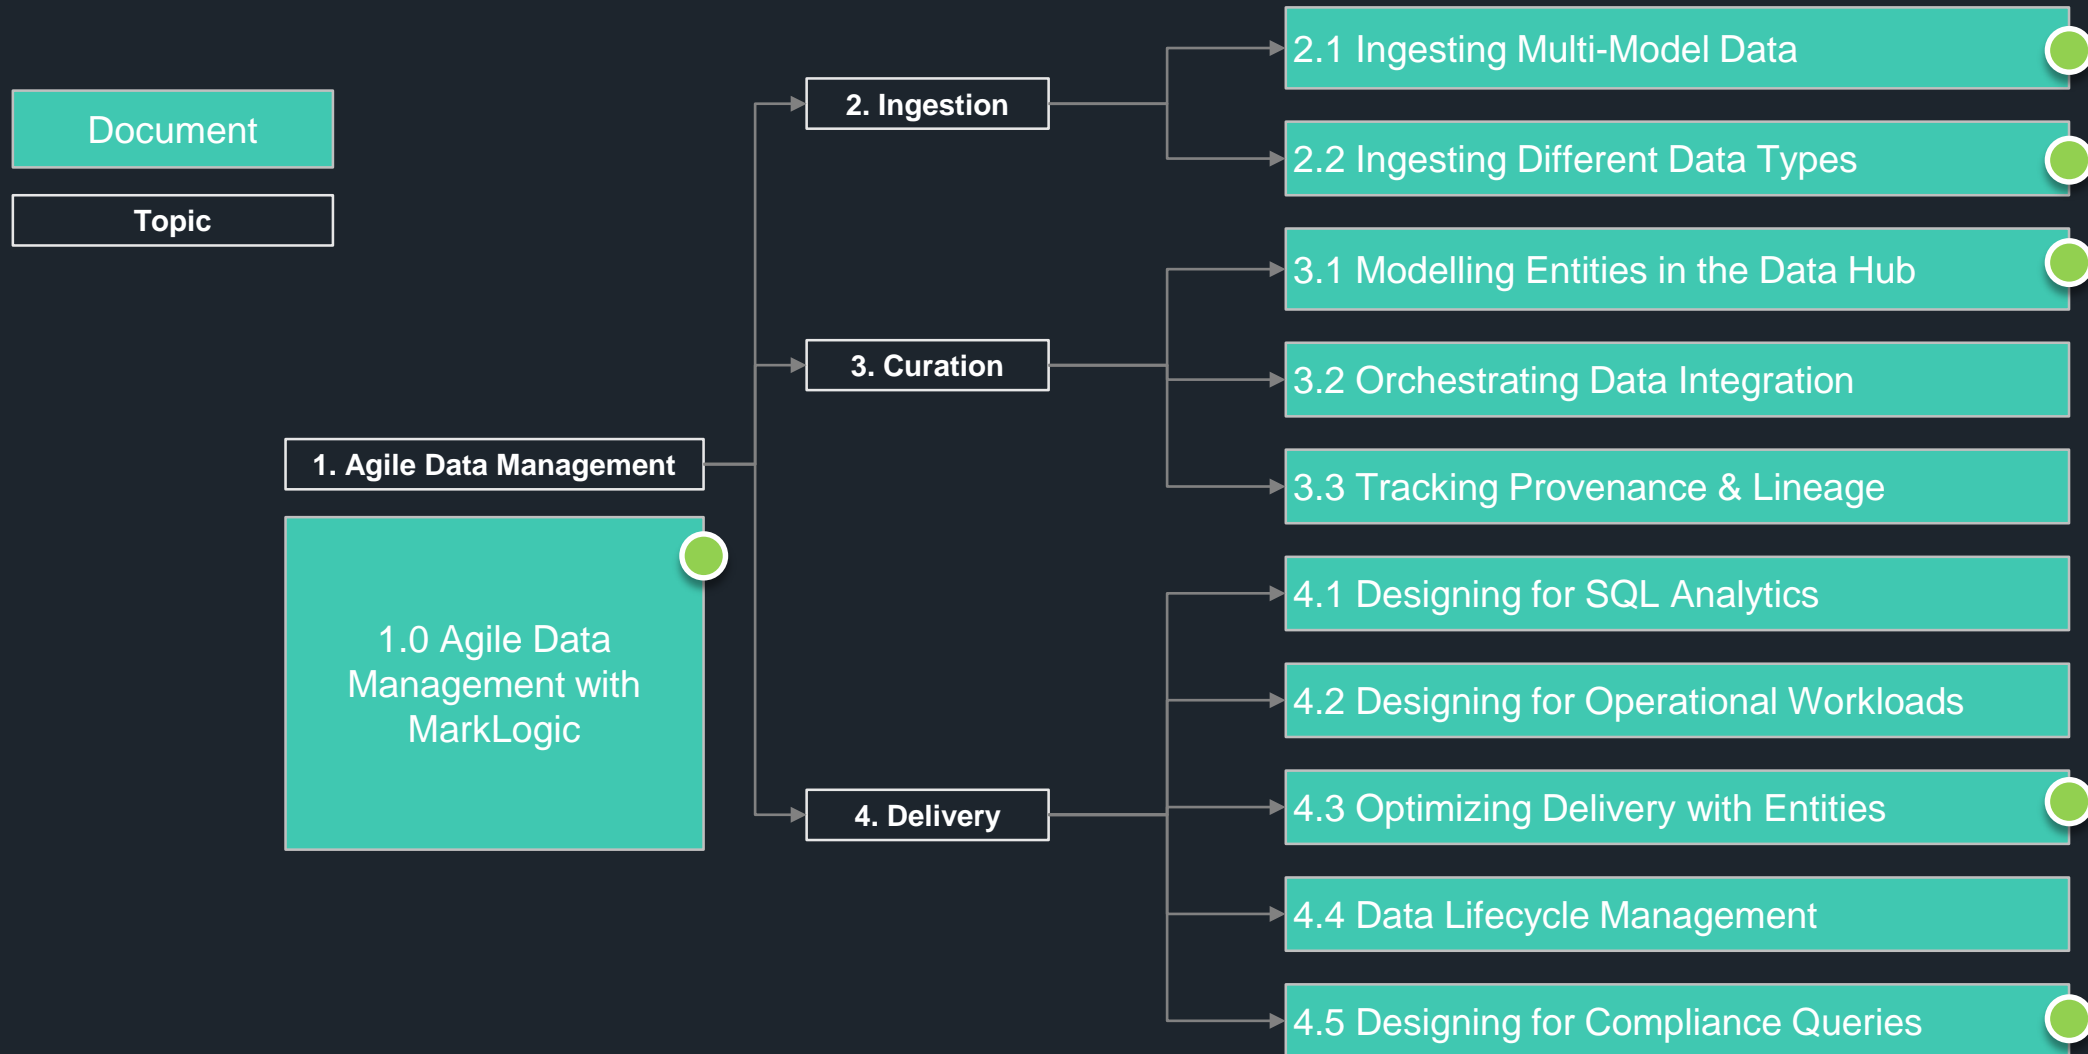 Document
Topic
1. Agile Data Management
1.0 Agile Data
Management with
MarkLogic
2. Ingestion
3. Curation
4. Delivery
2.1 Ingesting Multi-Model Data
2.2 Ingesting Different Data Types
3.1 Modelling Entities in the Data Hub
3.2 Orchestrating Data Integration
3.3 Tracking Provenance & Lineage
4.1 Designing for SQL Analytics
4.2 Designing for Operational Workloads
4.3 Optimizing Delivery with Entities
4.4 Data Lifecycle Management
4.5 Designing for Compliance Queries